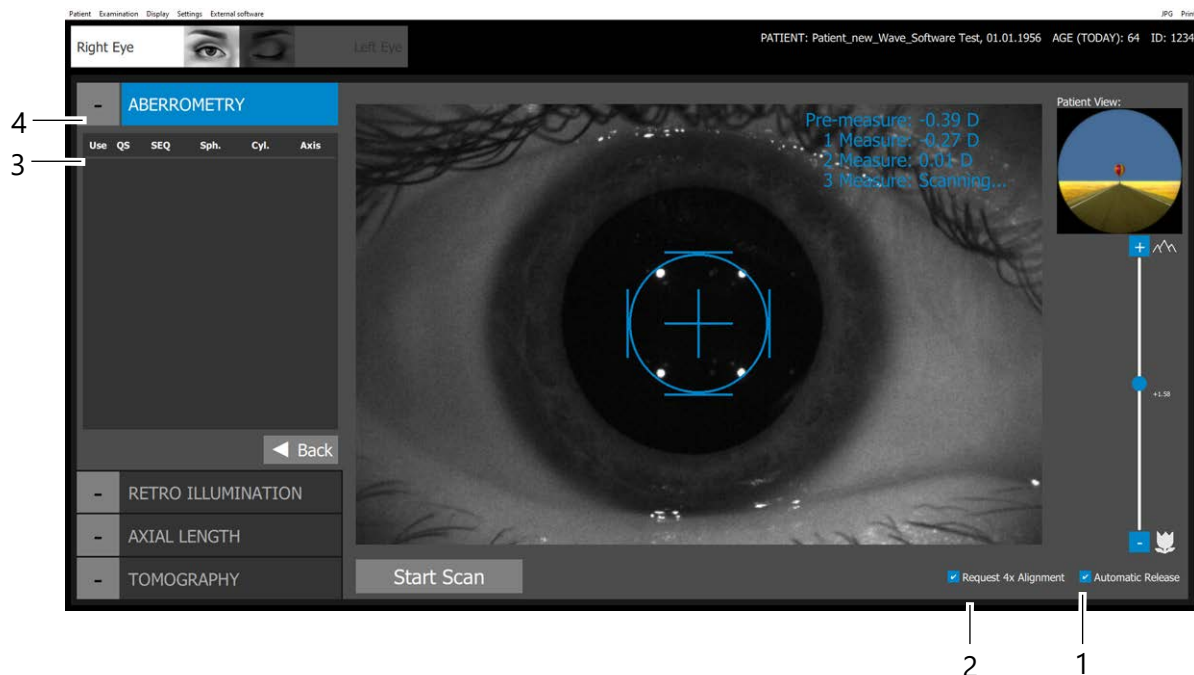 Patient Examination Display Settings External software JPG Print
Right Eye Left Eye PATIENT: Patient_new_Wave_Software Test, 01.01.1956 AGE (TODAY): 64 ID: 1234
- ABERROMETRY
4
Use QS SEQ Sph. Cyl. Axis
3
Back
- RETRO ILLUMINATION
- AXIAL LENGTH
- TOMOGRAPHY
Pre-measure: -0.39 D
1 Measure: -0.27 D
2 Measure: 0.01 D
3 Measure: Scanning...
Patient View:
+
+1.58
-
Start Scan
Request 4x Alignment Automatic Release
2 1